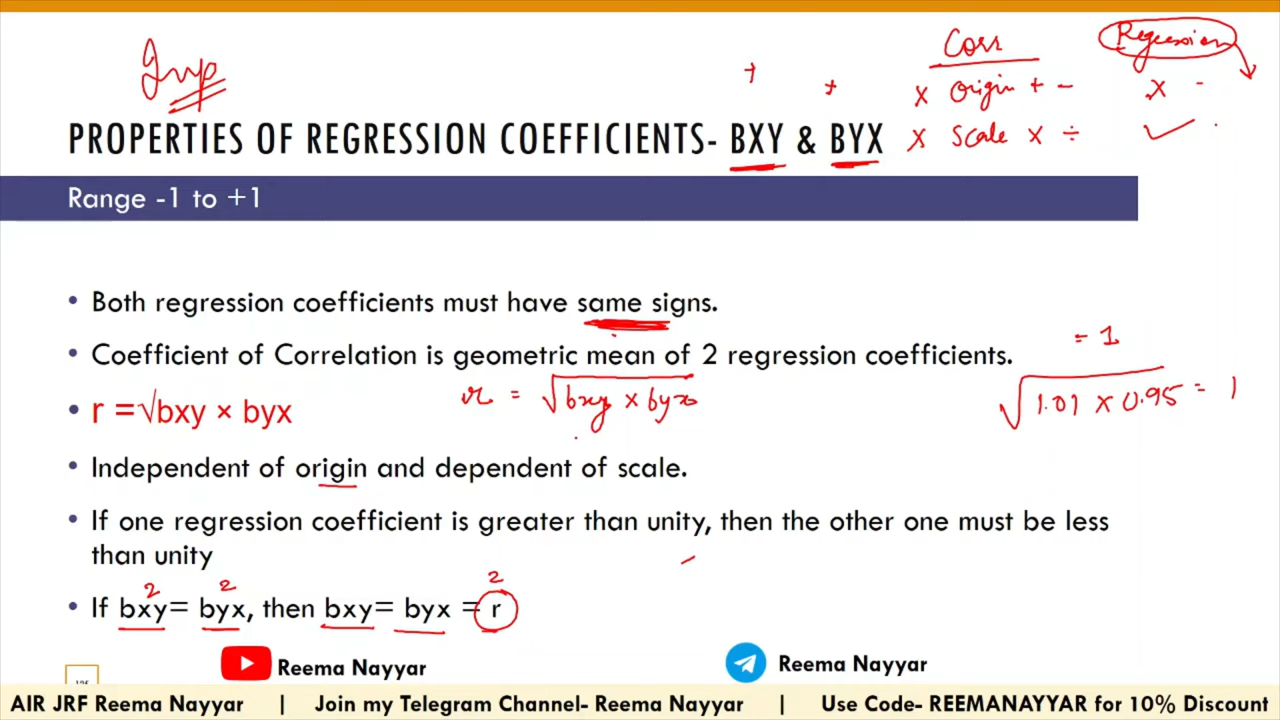 Imp
Corr
Regression
x Origin + -
x -
+ +
PROPERTIES OF REGRESSION COEFFICIENTS- BXY & BYX
x Scale x ÷
✓
Range -1 to +1
• Both regression coefficients must have same signs.
= 1
• Coefficient of Correlation is geometric mean of 2 regression coefficients.
• r =√bxy × byx
r = √bxy x byx
√1.01 x 0.95 = 1
• Independent of origin and dependent of scale.
• If one regression coefficient is greater than unity, then the other one must be less
than unity
2 2 2
• If bxy= byx, then bxy= byx = r
Reema Nayyar
Reema Nayyar
AIR JRF Reema Nayyar | Join my Telegram Channel- Reema Nayyar | Use Code- REEMANAYYAR for 10% Discount